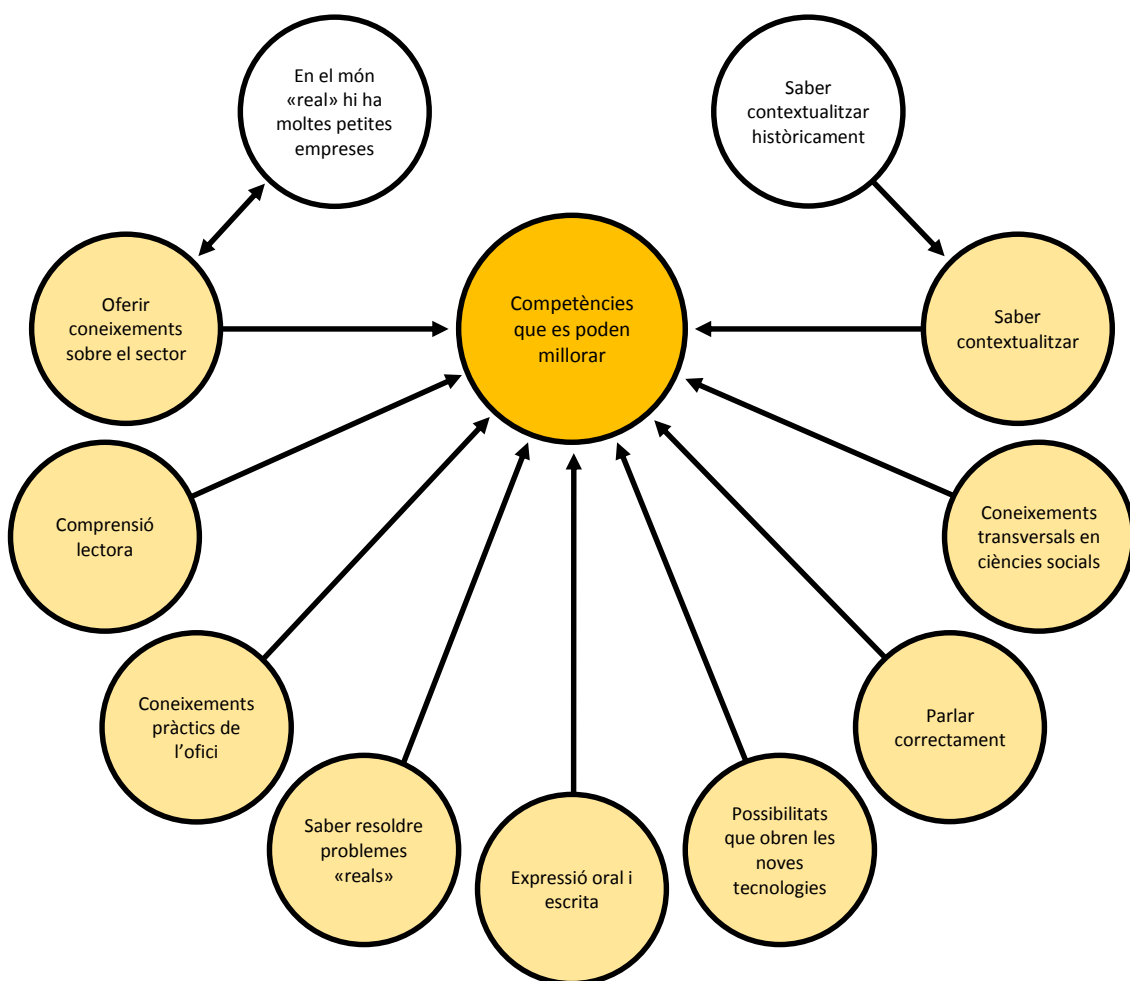 En el món
«real» hi ha
moltes petites
empreses
Saber
contextualitzar
històricament
Oferir
coneixements
sobre el sector
Competències
que es poden
millorar
Saber
contextualitzar
Comprensió
lectora
Coneixements
transversals en
ciències socials
Coneixements
pràctics de
l’ofici
Parlar
correctament
Saber resoldre
problemes
«reals»
Expressió oral i
escrita
Possibilitats
que obren les
noves
tecnologies